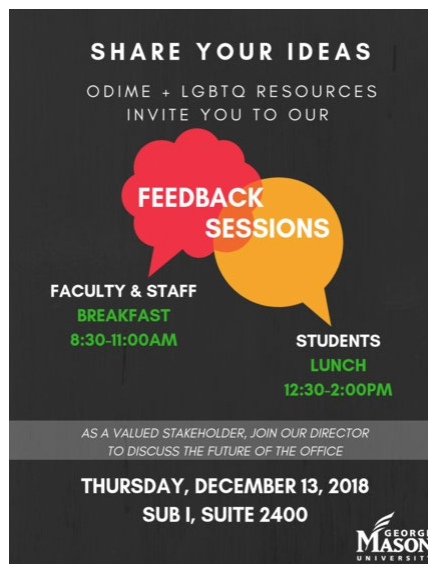 SHARE YOUR IDEAS
ODIME + LGBTQ RESOURCES
INVITE YOU TO OUR
FEEDBACK
SESSIONS
FACULTY & STAFF
BREAKFAST
8:30-11:00AM
STUDENTS
LUNCH
12:30-2:00PM
AS A VALUED STAKEHOLDER, JOIN OUR DIRECTOR
TO DISCUSS THE FUTURE OF THE OFFICE
THURSDAY, DECEMBER 13, 2018
SUB I, SUITE 2400
GEORGE
MASON
UNIVERSITY